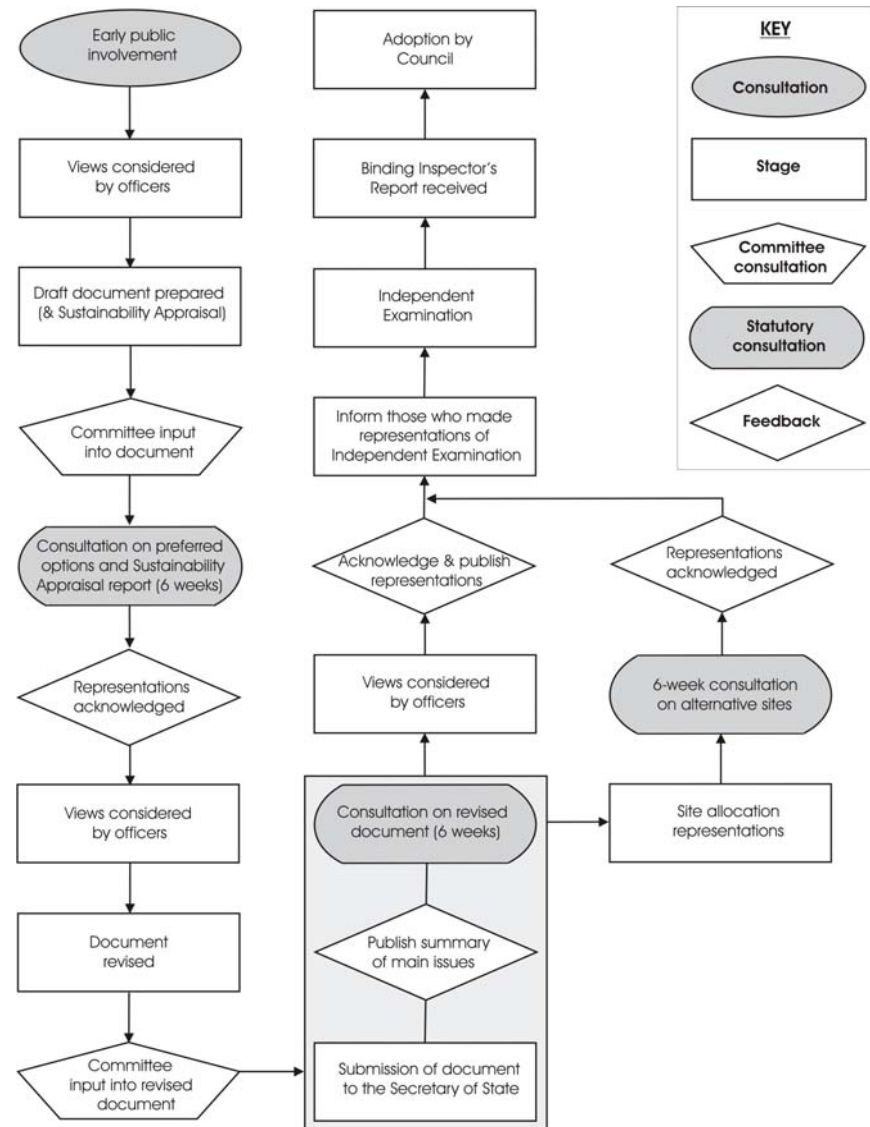 Early public
involvement
Views considered
by officers
Draft document prepared
(& Sustainability Appraisal)
Committee input
into document
Consultation on preferred
options and Sustainability
Appraisal report (6 weeks)
Representations
acknowledged
Views considered
by officers
Document
revised
Committee
input into revised
document
Submission of document
to the Secretary of State
Publish summary
of main issues
Consultation on revised
document (6 weeks)
Views considered
by officers
Acknowledge & publish
representations
Site allocation
representations
6-week consultation
on alternative sites
Representations
acknowledged
Inform those who made
representations of
Independent Examination
Independent
Examination
Binding Inspector's
Report received
Adoption by
Council
KEY
Consultation
Stage
Committee
consultation
Statutory
consultation
Feedback